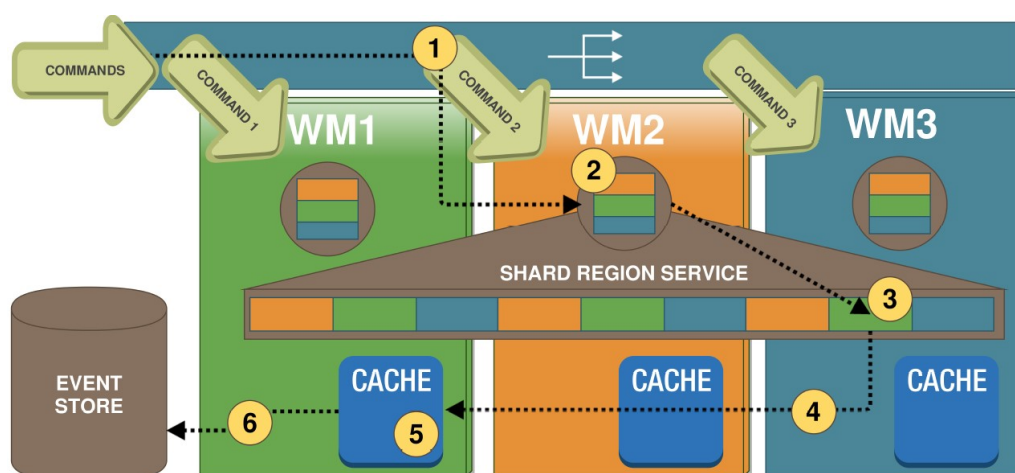 COMMANDS
1
COMMAND 1
COMMAND 2
COMMAND 3
WM1
WM2
WM3
2
SHARD REGION SERVICE
3
EVENT
STORE
CACHE
CACHE
CACHE
4
5
6